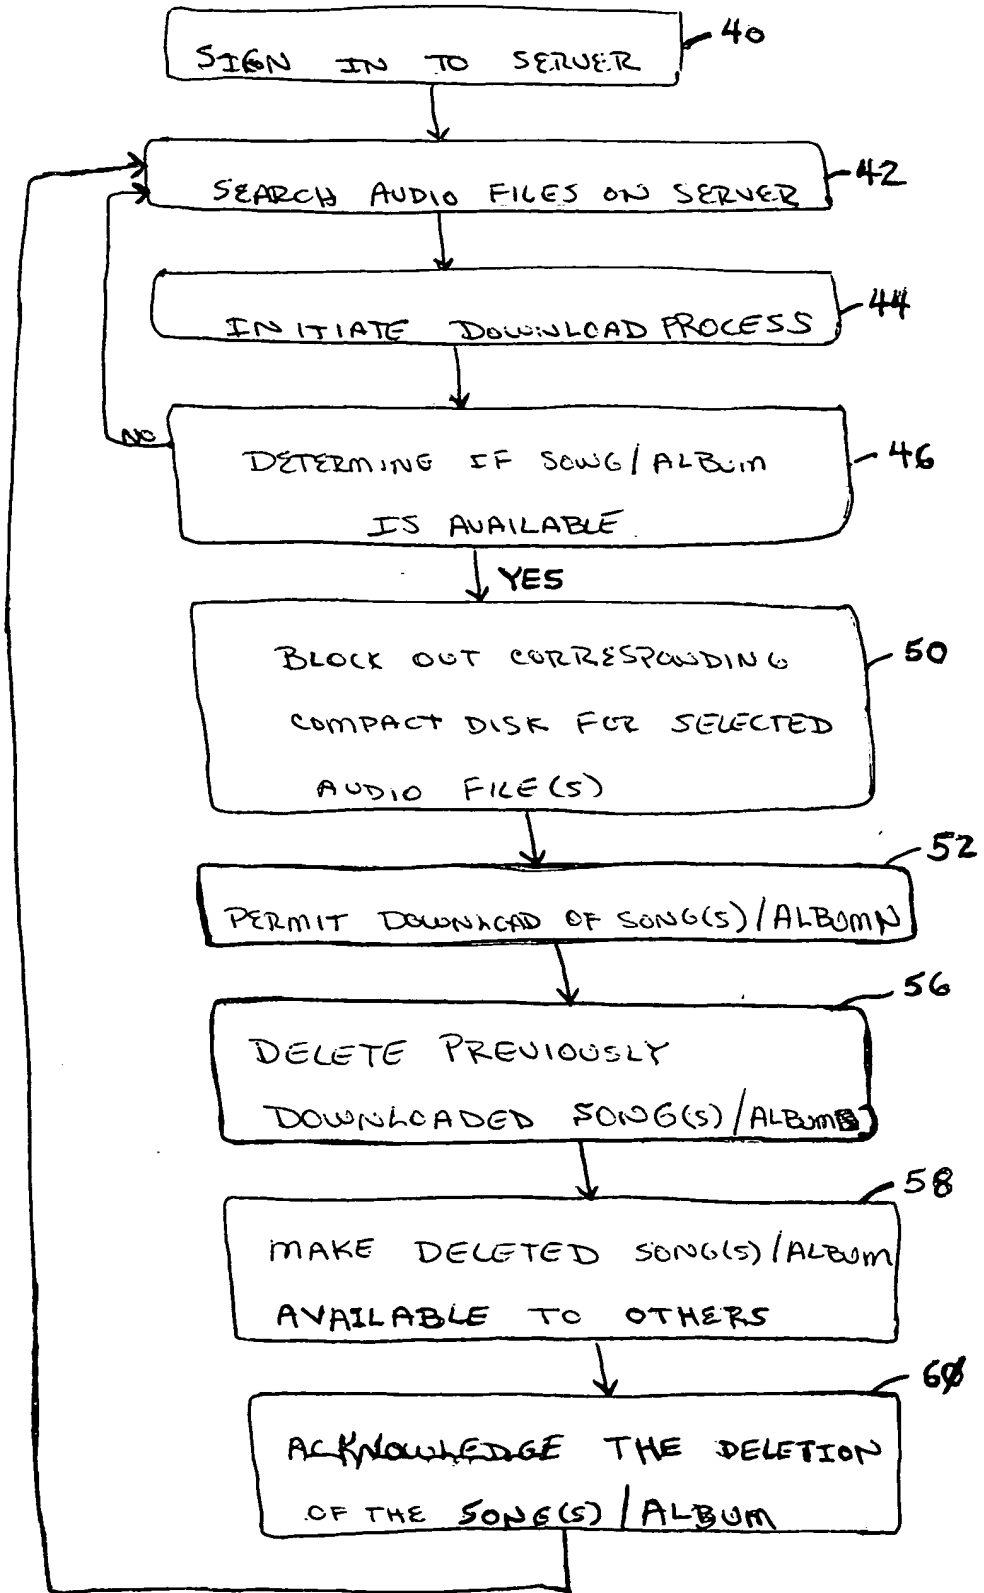 SIGN IN TO SERVER
40
SEARCH AUDIO FILES ON SERVER
42
INITIATE DOWNLOAD PROCESS
44
NO
DETERMINE IF SONG/ALBUM
IS AVAILABLE
46
YES
BLOCK OUT CORRESPONDING
COMPACT DISK FOR SELECTED
AUDIO FILE(S)
50
PERMIT DOWNLOAD OF SONG(S)/ALBUMN
52
DELETE PREVIOUSLY
DOWNLOADED SONG(S)/ALBUM
56
MAKE DELETED SONG(S)/ALBUM
AVAILABLE TO OTHERS
58
ACKNOWLEDGE THE DELETION
OF THE SONG(S)/ALBUM
60